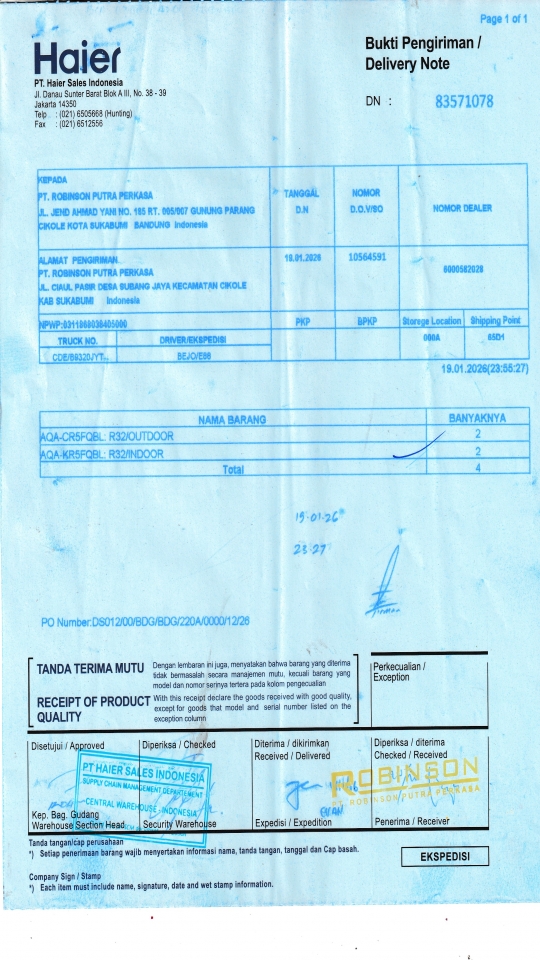 Page 1 of 1
Haier
PT. Haier Sales Indonesia
Jl. Danau Sunter Barat Blok A III, No. 38 - 39
Jakarta 14350
Telp : (021) 6505668 (Hunting)
Fax : (021) 6512556
Bukti Pengiriman /
Delivery Note
DN : 83571078
KEPADA
PT. ROBINSON PUTRA PERKASA
JL. JEND AHMAD YANI NO. 185 RT. 005/007 GUNUNG PARANG
CIKOLE KOTA SUKABUMI BANDUNG Indonesia
TANGGAL
D.N
NOMOR
D.O.V/SO
NOMOR DEALER
ALAMAT PENGIRIMAN
PT. ROBINSON PUTRA PERKASA
JL. CIAUL PASIR DESA SUBANG JAYA KECAMATAN CIKOLE
KAB SUKABUMI Indonesia
19.01.2026
10564591
0000582028
NPWP:0311069038405000
PKP
BPKP
Storege Location
Shipping Point
TRUCK NO.
DRIVER/EKSPEDISI
000A
65D1
CDE/B9320JYT...
BEJO/E86
19.01.2026(23:55:27)
NAMA BARANG
BANYAKNYA
AQA-CR5FQBL: R32/OUTDOOR 2
AQA-KR5FQBL: R32/INDOOR 2
Total 4
23-27
PO Number:DS012/00/BDG/BDG/220A/0000/12/26
TANDA TERIMA MUTU
Dengan lembaran ini juga, menyatakan bahwa barang yang diterima
tidak bermasalah secara manajemen mutu, kecuali barang yang
model dan nomor serinya tertera pada kolom pengecualian
RECEIPT OF PRODUCT
QUALITY
With this receipt declare the goods received with good quality,
except for goods that model and serial number listed on the
exception column
Perkecualian /
Exception
Disetujui / Approved
Diperiksa / Checked
Diterima / dikirimkan
Received / Delivered
Diperiksa / diterima
Checked / Received
PT HAIER SALES INDONESIA
SUPPLY CHAIN MANAGEMENT DEPARTEMENT
CENTRAL WAREHOUSE - INDONESIA
ROBINSON
PT. ROBINSON PUTRA PERKASA
Kep. Bag. Gudang
Warehouse Section Head
Security Warehouse
Expedisi / Expedition
Penerima / Receiver
Tanda tangan/cap perusahaan
*) Setiap penerimaan barang wajib menyertakan informasi nama, tanda tangan, tanggal dan Cap basah.
EKSPEDISI
Company Sign / Stamp
*) Each item must include name, signature, date and wet stamp information.